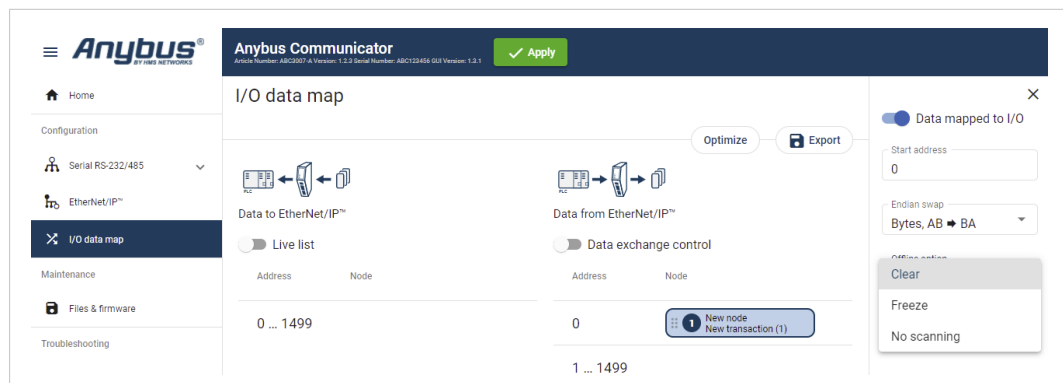 Anybus®
BY HMS NETWORKS
Anybus Communicator
Article Number: ABC3007-A Version: 1.2.3 Serial Number: ABC123456 GUI Version: 1.3.1
Apply
Home
Configuration
Serial RS-232/485
EtherNet/IP™
I/O data map
Maintenance
Files & firmware
Troubleshooting
I/O data map
Optimize
Export
PLC
Data to EtherNet/IP™
Live list
Address Node
0 ... 1499
PLC
Data from EtherNet/IP™
Data exchange control
Address Node
0
1 New node
New transaction (1)
1 ... 1499
Data mapped to I/O
Start address
0
Endian swap
Bytes, AB ➡ BA
Offline option
Clear
Freeze
No scanning